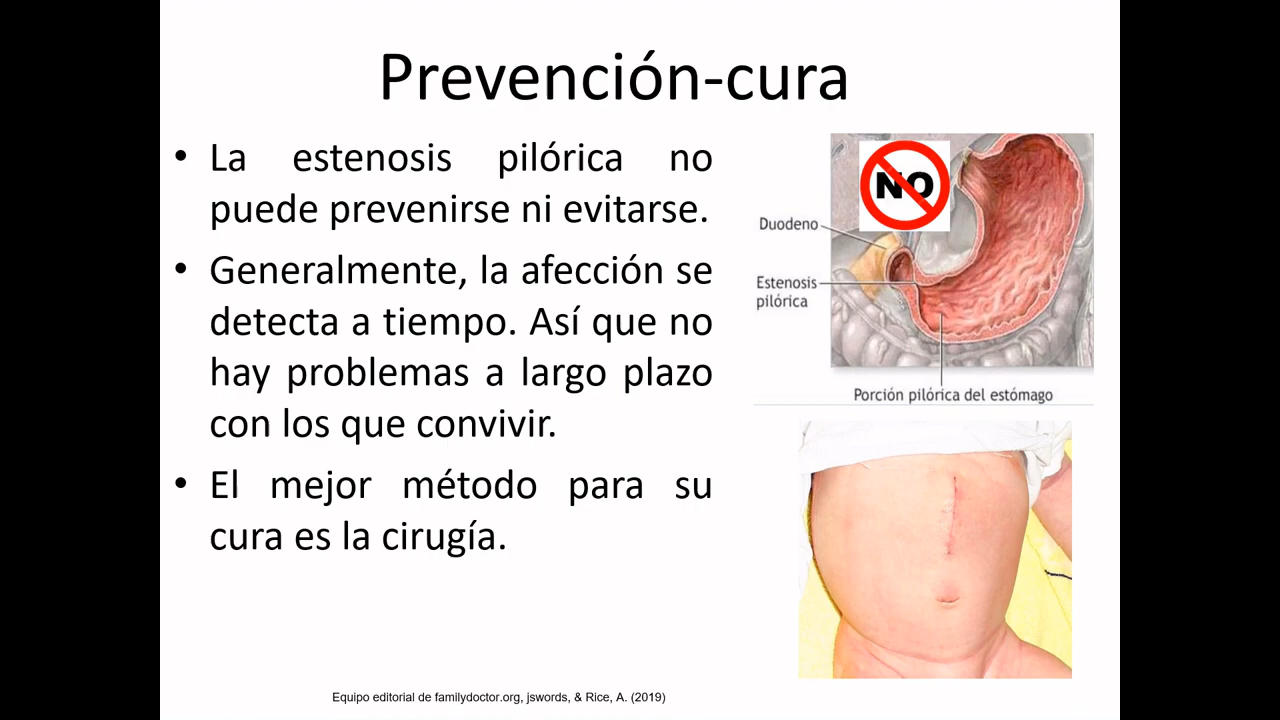 Prevención-cura
• La estenosis pilórica no
puede prevenirse ni evitarse.
• Generalmente, la afección se
detecta a tiempo. Así que no
hay problemas a largo plazo
con los que convivir.
• El mejor método para su
cura es la cirugía.
NO
Duodeno
Estenosis
pilórica
Porción pilórica del estómago
Equipo editorial de familydoctor.org, jswords, & Rice, A. (2019)